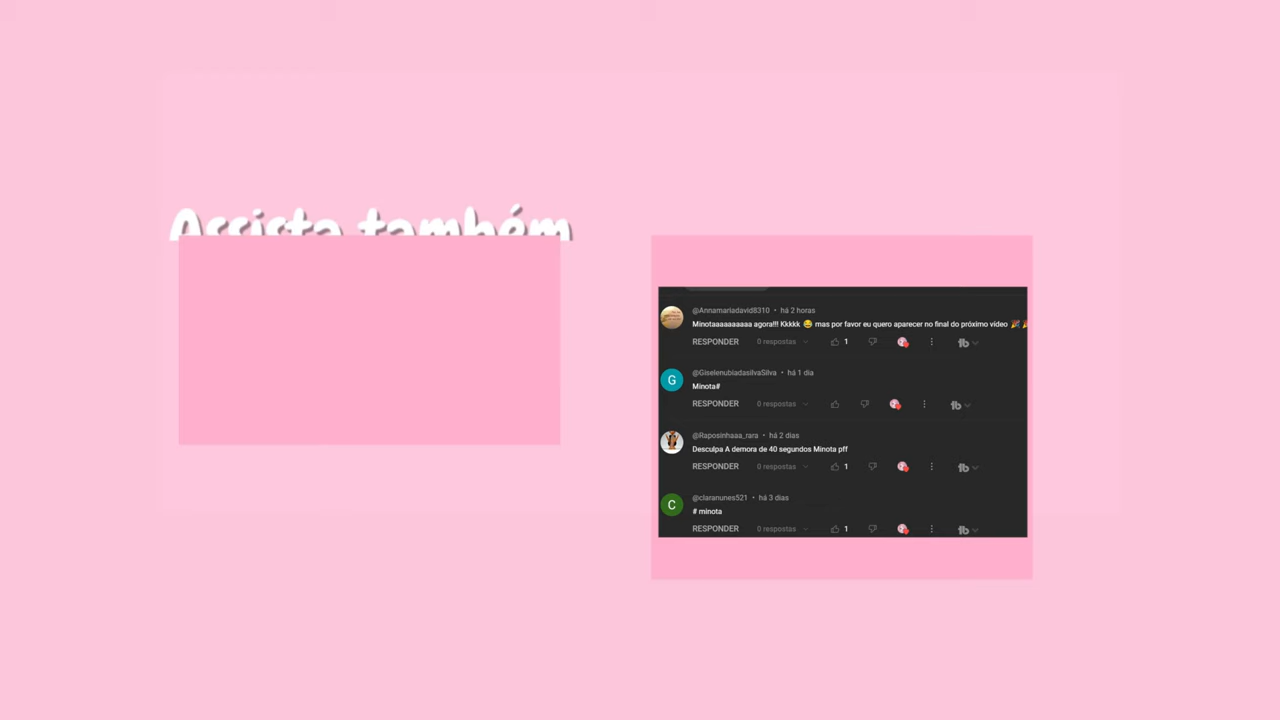 Assista também
@Annamariadavid8310 • há 2 horas
Minotaaaaaaaaaa agora!!! Kkkkk 😂 mas por favor eu quero aparecer no final do próximo vídeo 🎉🎉
RESPONDER 0 respostas 1
@GiselenubiadasilvaSilva • há 1 dia
Minota#
RESPONDER 0 respostas
@Raposinhaaa_rara • há 2 dias
Desculpa A demora de 40 segundos Minota pff
RESPONDER 0 respostas 1
@claranunes521 • há 3 dias
# minota
RESPONDER 0 respostas 1